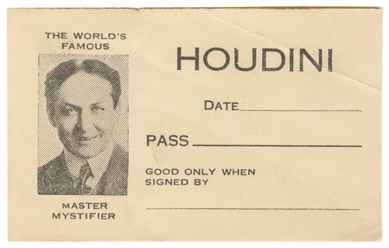 THE WORLD'S
FAMOUS
MASTER
MYSTIFIER
HOUDINI
DATE
PASS
GOOD ONLY WHEN
SIGNED BY